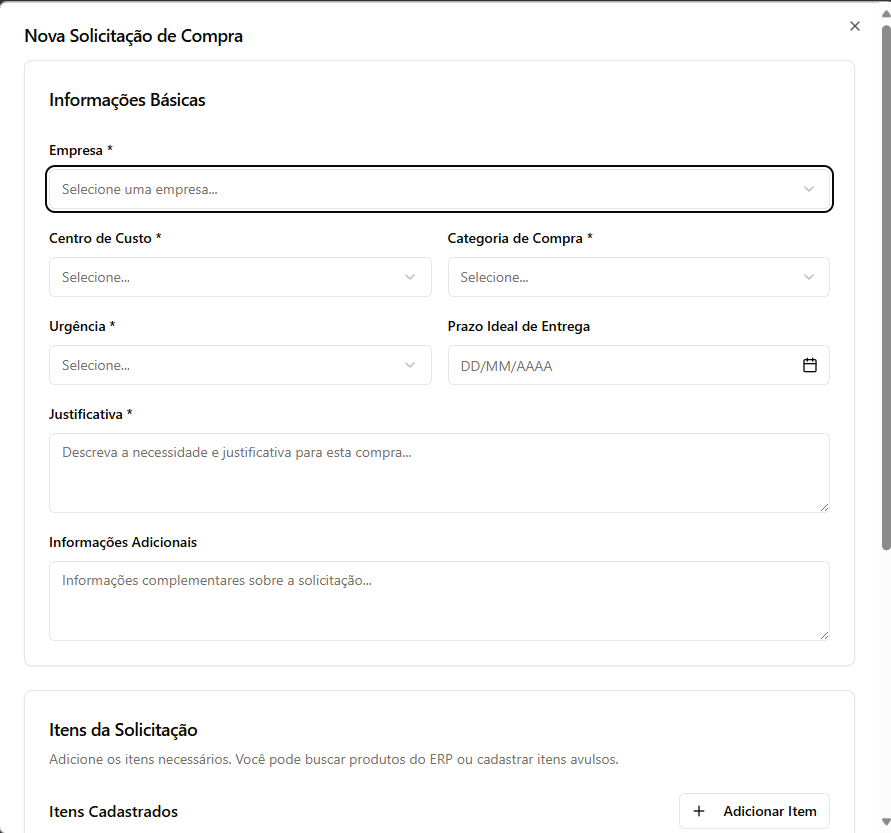 Nova Solicitação de Compra
Informações Básicas
Empresa *
Selecione uma empresa...
Centro de Custo *
Categoria de Compra *
Selecione...
Selecione...
Urgência *
Prazo Ideal de Entrega
Selecione...
DD/MM/AAAA
Justificativa *
Descreva a necessidade e justificativa para esta compra...
Informações Adicionais
Informações complementares sobre a solicitação...
Itens da Solicitação
Adicione os itens necessários. Você pode buscar produtos do ERP ou cadastrar itens avulsos.
Itens Cadastrados
Adicionar Item